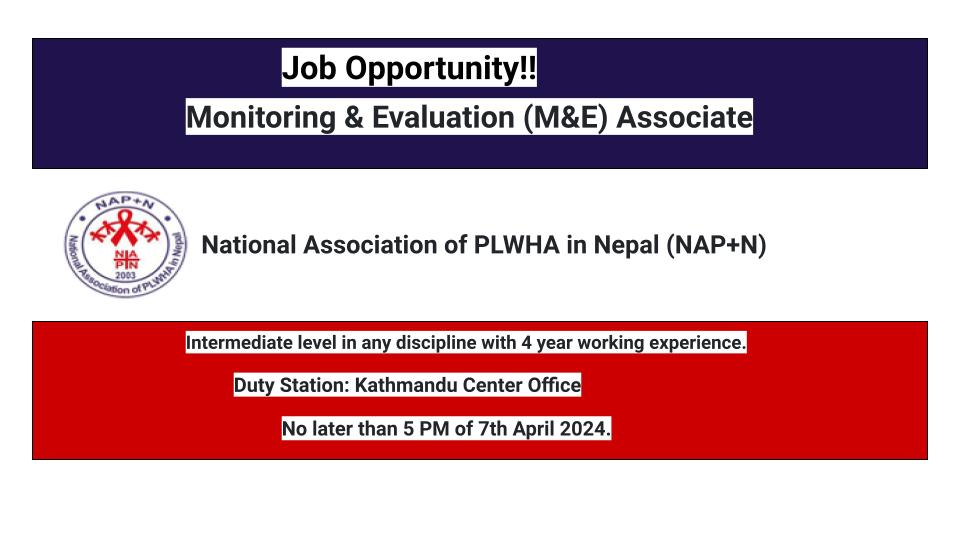 Job Opportunity!!
Monitoring & Evaluation (M&E) Associate
NAP+N
NA
PN
2003
National Association of PLWHA in Nepal
National Association of PLWHA in Nepal (NAP+N)
Intermediate level in any discipline with 4 year working experience.
Duty Station: Kathmandu Center Office
No later than 5 PM of 7th April 2024.